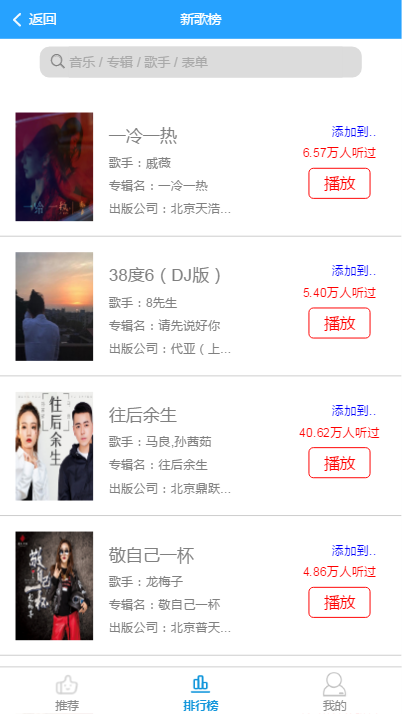 返回
新歌榜
音乐 / 专辑 / 歌手 / 表单
一冷一热
歌手：戚薇
专辑名：一冷一热
出版公司：北京天浩...
添加到..
6.57万人听过
播放
38度6（DJ版）
歌手：8先生
专辑名：请先说好你
出版公司：代亚（上...
添加到..
5.40万人听过
播放
往后余生
往后余生
歌手：马良,孙茜茹
专辑名：往后余生
出版公司：北京鼎跃...
添加到..
40.62万人听过
播放
敬自己一杯
敬自己一杯
歌手：龙梅子
专辑名：敬自己一杯
出版公司：北京普天...
添加到..
4.86万人听过
播放
推荐
排行榜
我的